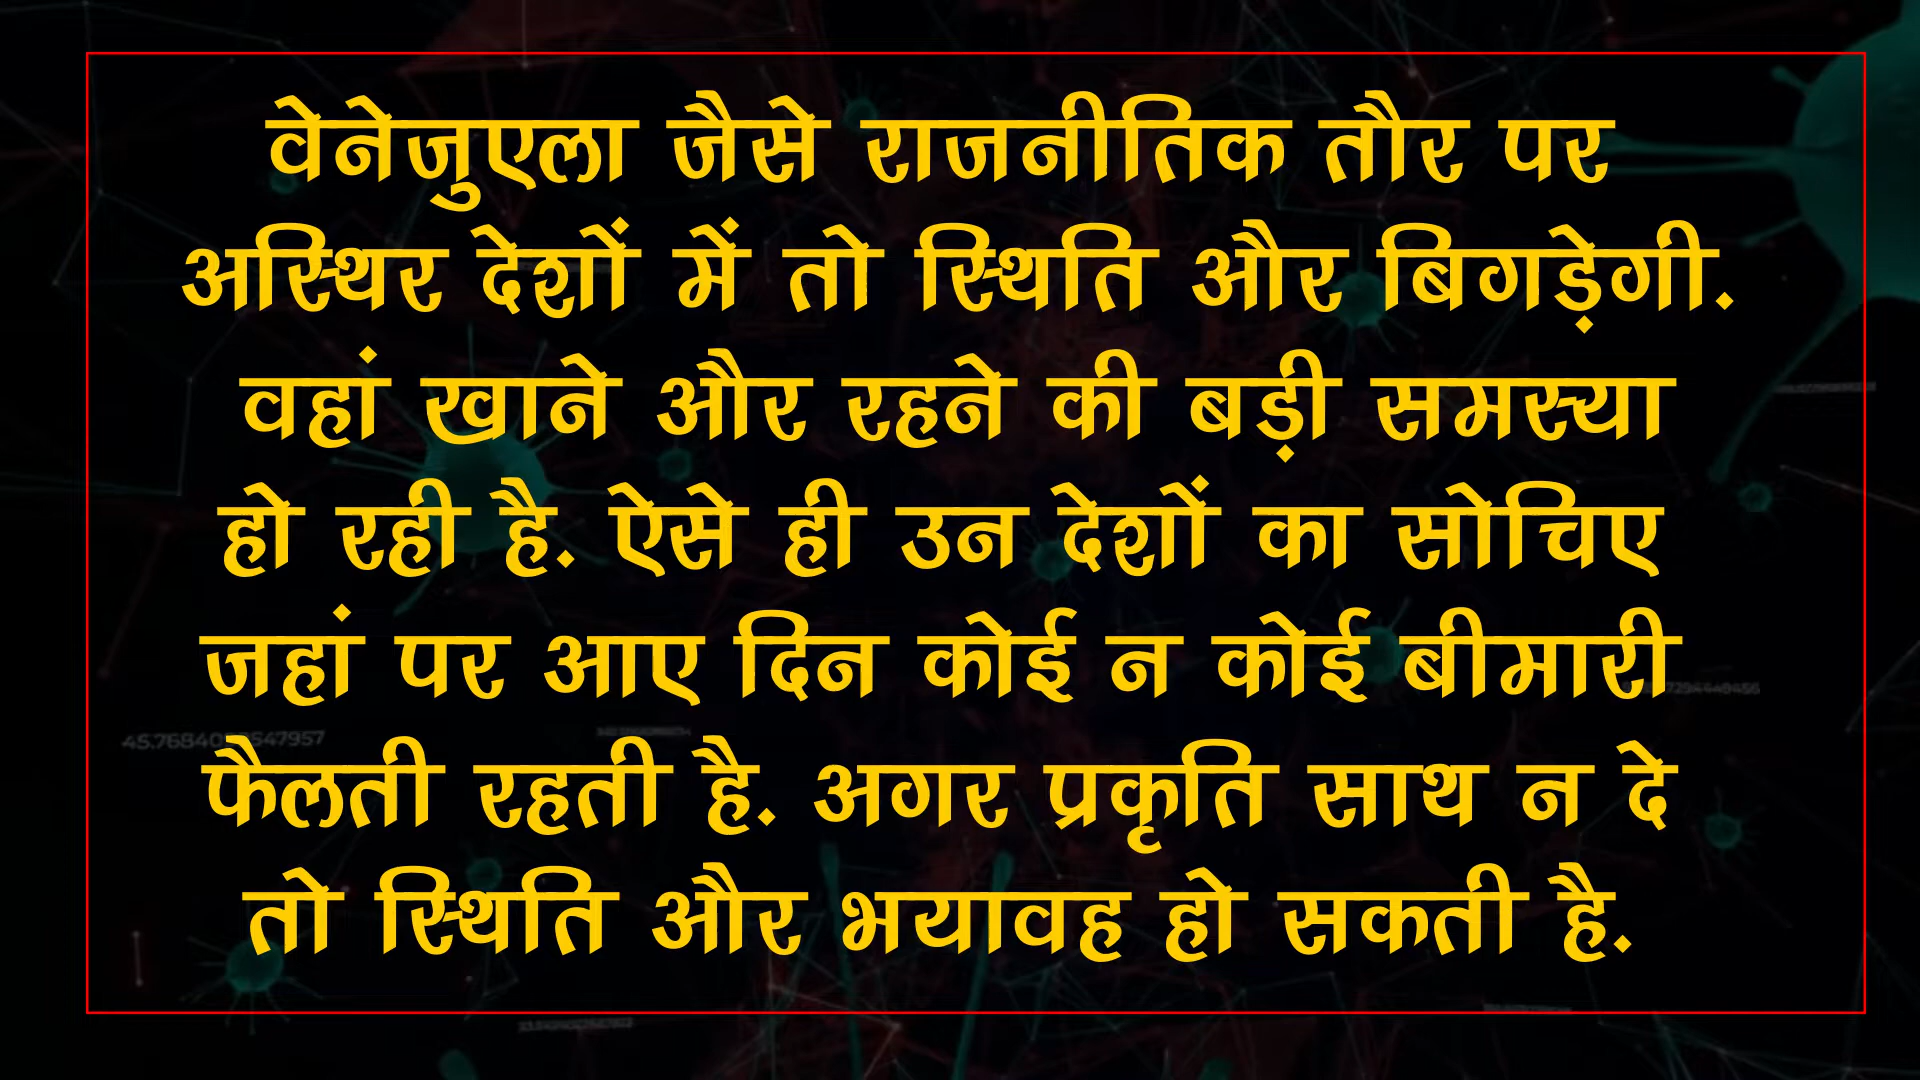 वेनेजुएला जैसे राजनीतिक तौर पर
अस्थिर देशों में तो स्थिति और बिगड़ेगी.
वहां खाने और रहने की बड़ी समस्या
हो रही है. ऐसे ही उन देशों का सोचिए
जहां पर आए दिन कोई न कोई बीमारी
फैलती रहती है. अगर प्रकृति साथ न दे
तो स्थिति और भयावह हो सकती है.